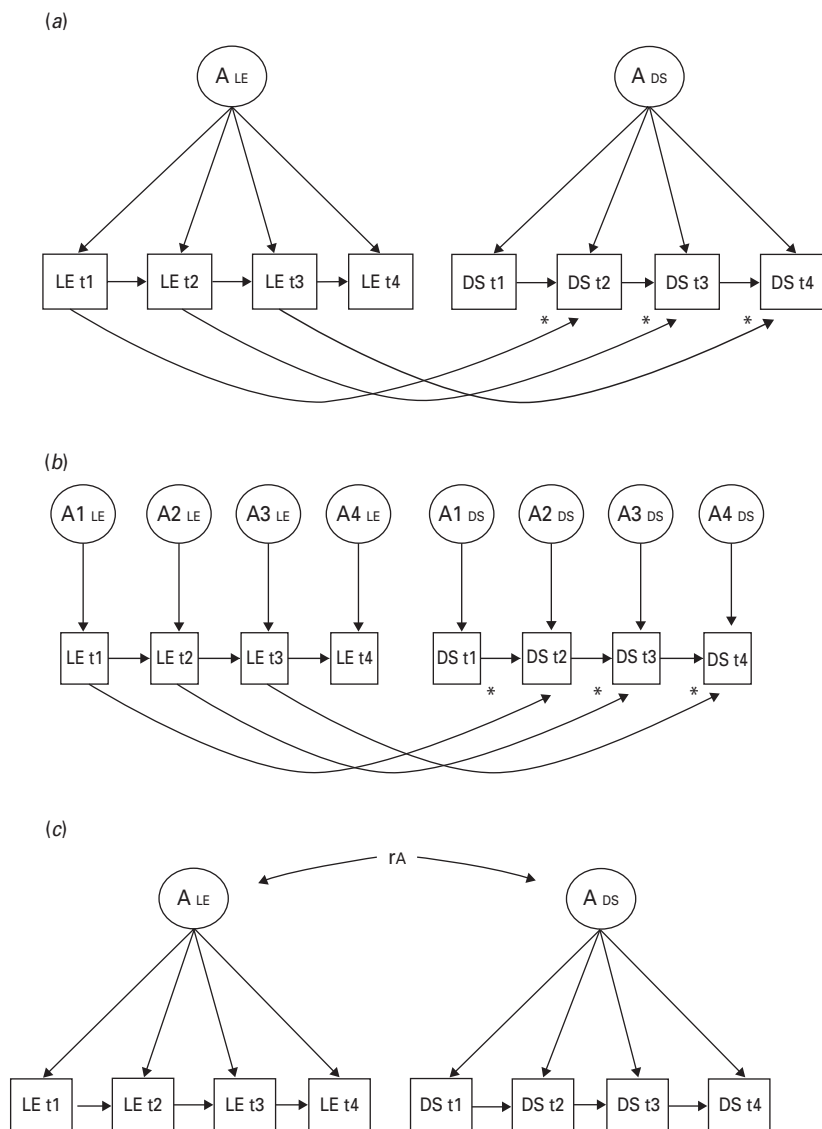 (a)
A LE A DS
LE t1 LE t2 LE t3 LE t4 DS t1 DS t2 DS t3 DS t4
* * *
(b)
A1 LE A2 LE A3 LE A4 LE A1 DS A2 DS A3 DS A4 DS
LE t1 LE t2 LE t3 LE t4 DS t1 DS t2 DS t3 DS t4
* * *
(c)
rA
A LE A DS
LE t1 LE t2 LE t3 LE t4 DS t1 DS t2 DS t3 DS t4